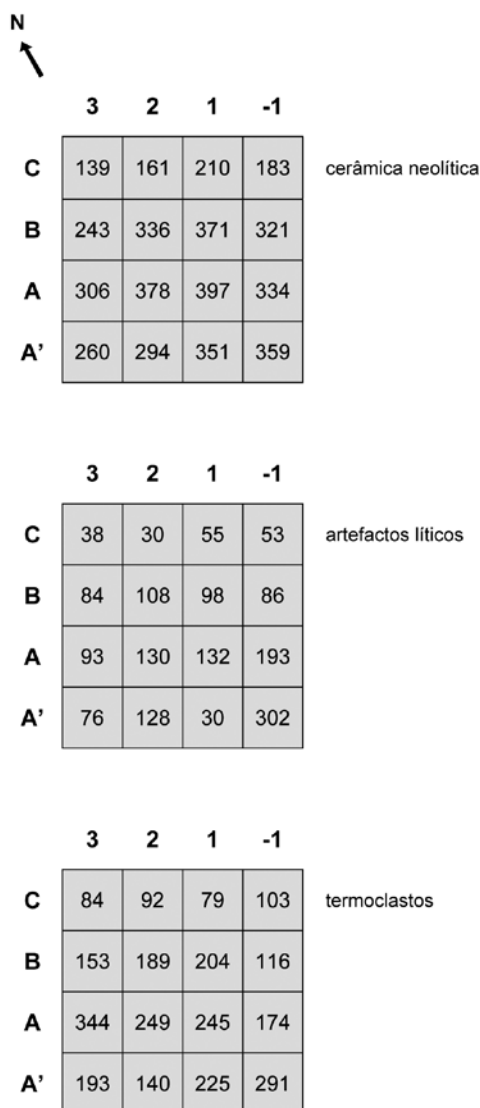 N
3 2 1 -1
C 139 161 210 183 cerâmica neolítica
B 243 336 371 321
A 306 378 397 334
A’ 260 294 351 359
3 2 1 -1
C 38 30 55 53 artefactos líticos
B 84 108 98 86
A 93 130 132 193
A’ 76 128 30 302
3 2 1 -1
C 84 92 79 103 termoclastos
B 153 189 204 116
A 344 249 245 174
A’ 193 140 225 291